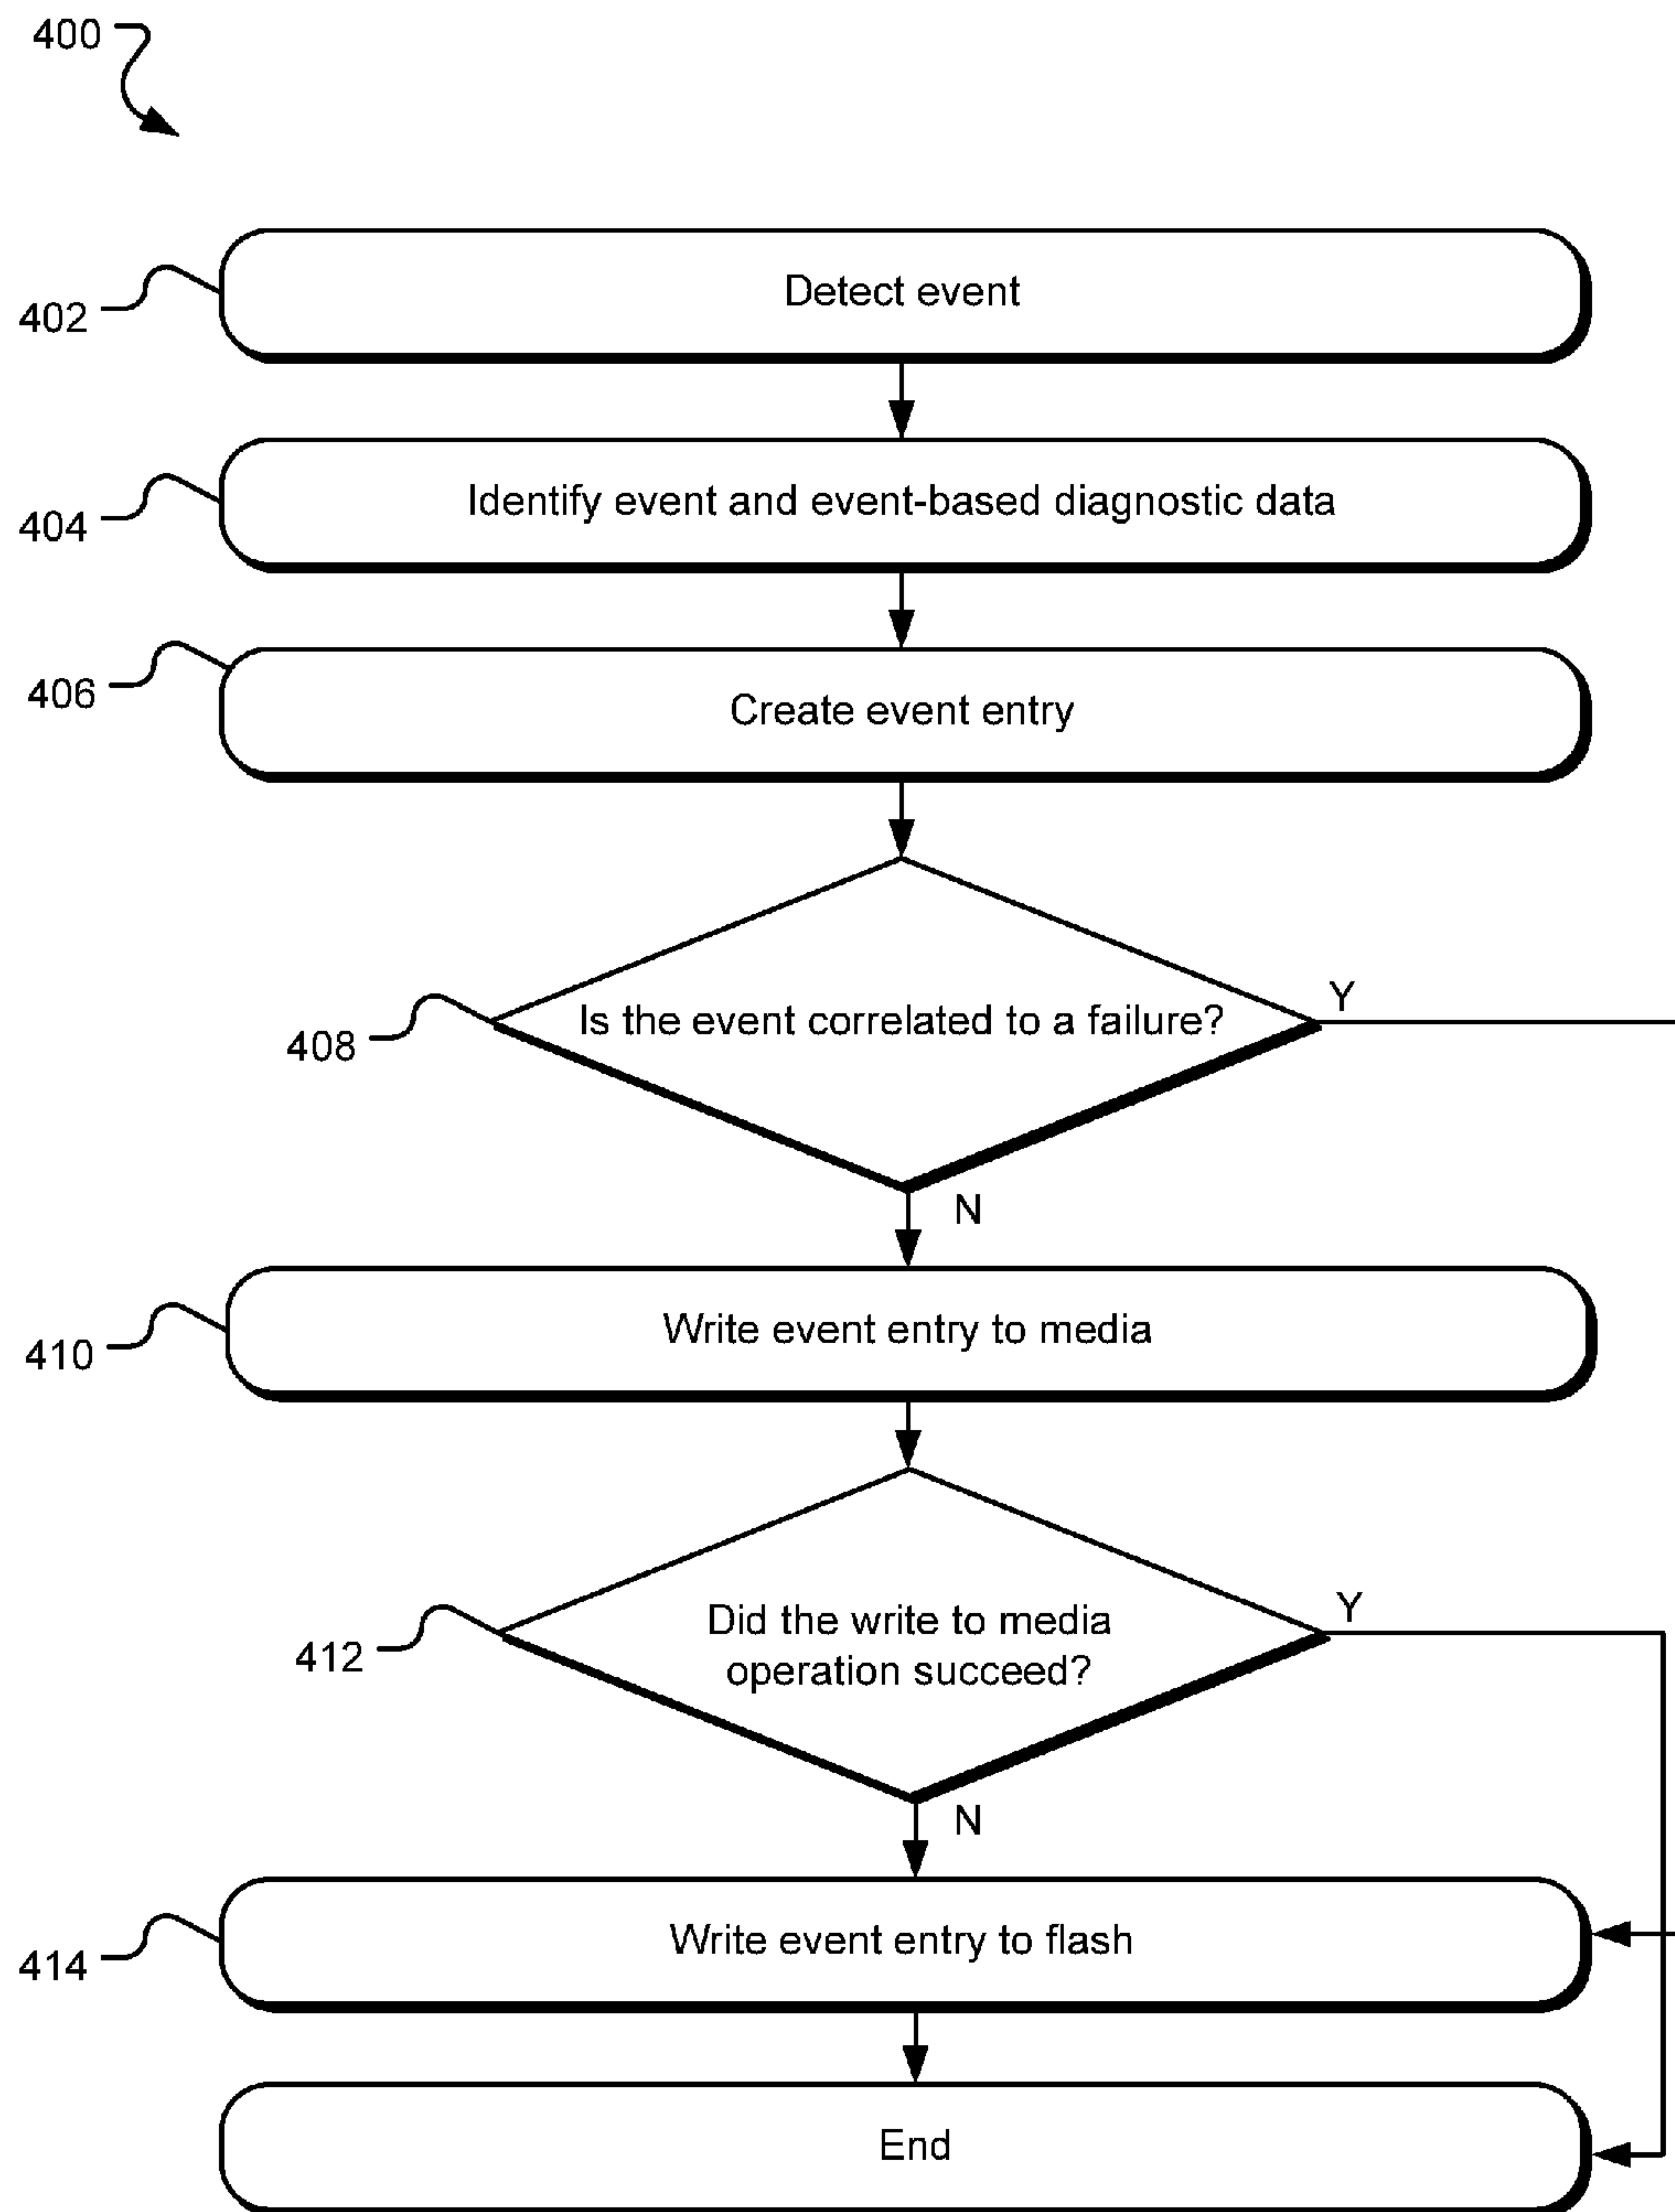 400
Detect event
402
Identify event and event-based diagnostic data
404
Create event entry
406
Is the event correlated to a failure?
Y
408
N
Write event entry to media
410
Y
Did the write to media
operation succeed?
412
N
Write event entry to flash
414
End